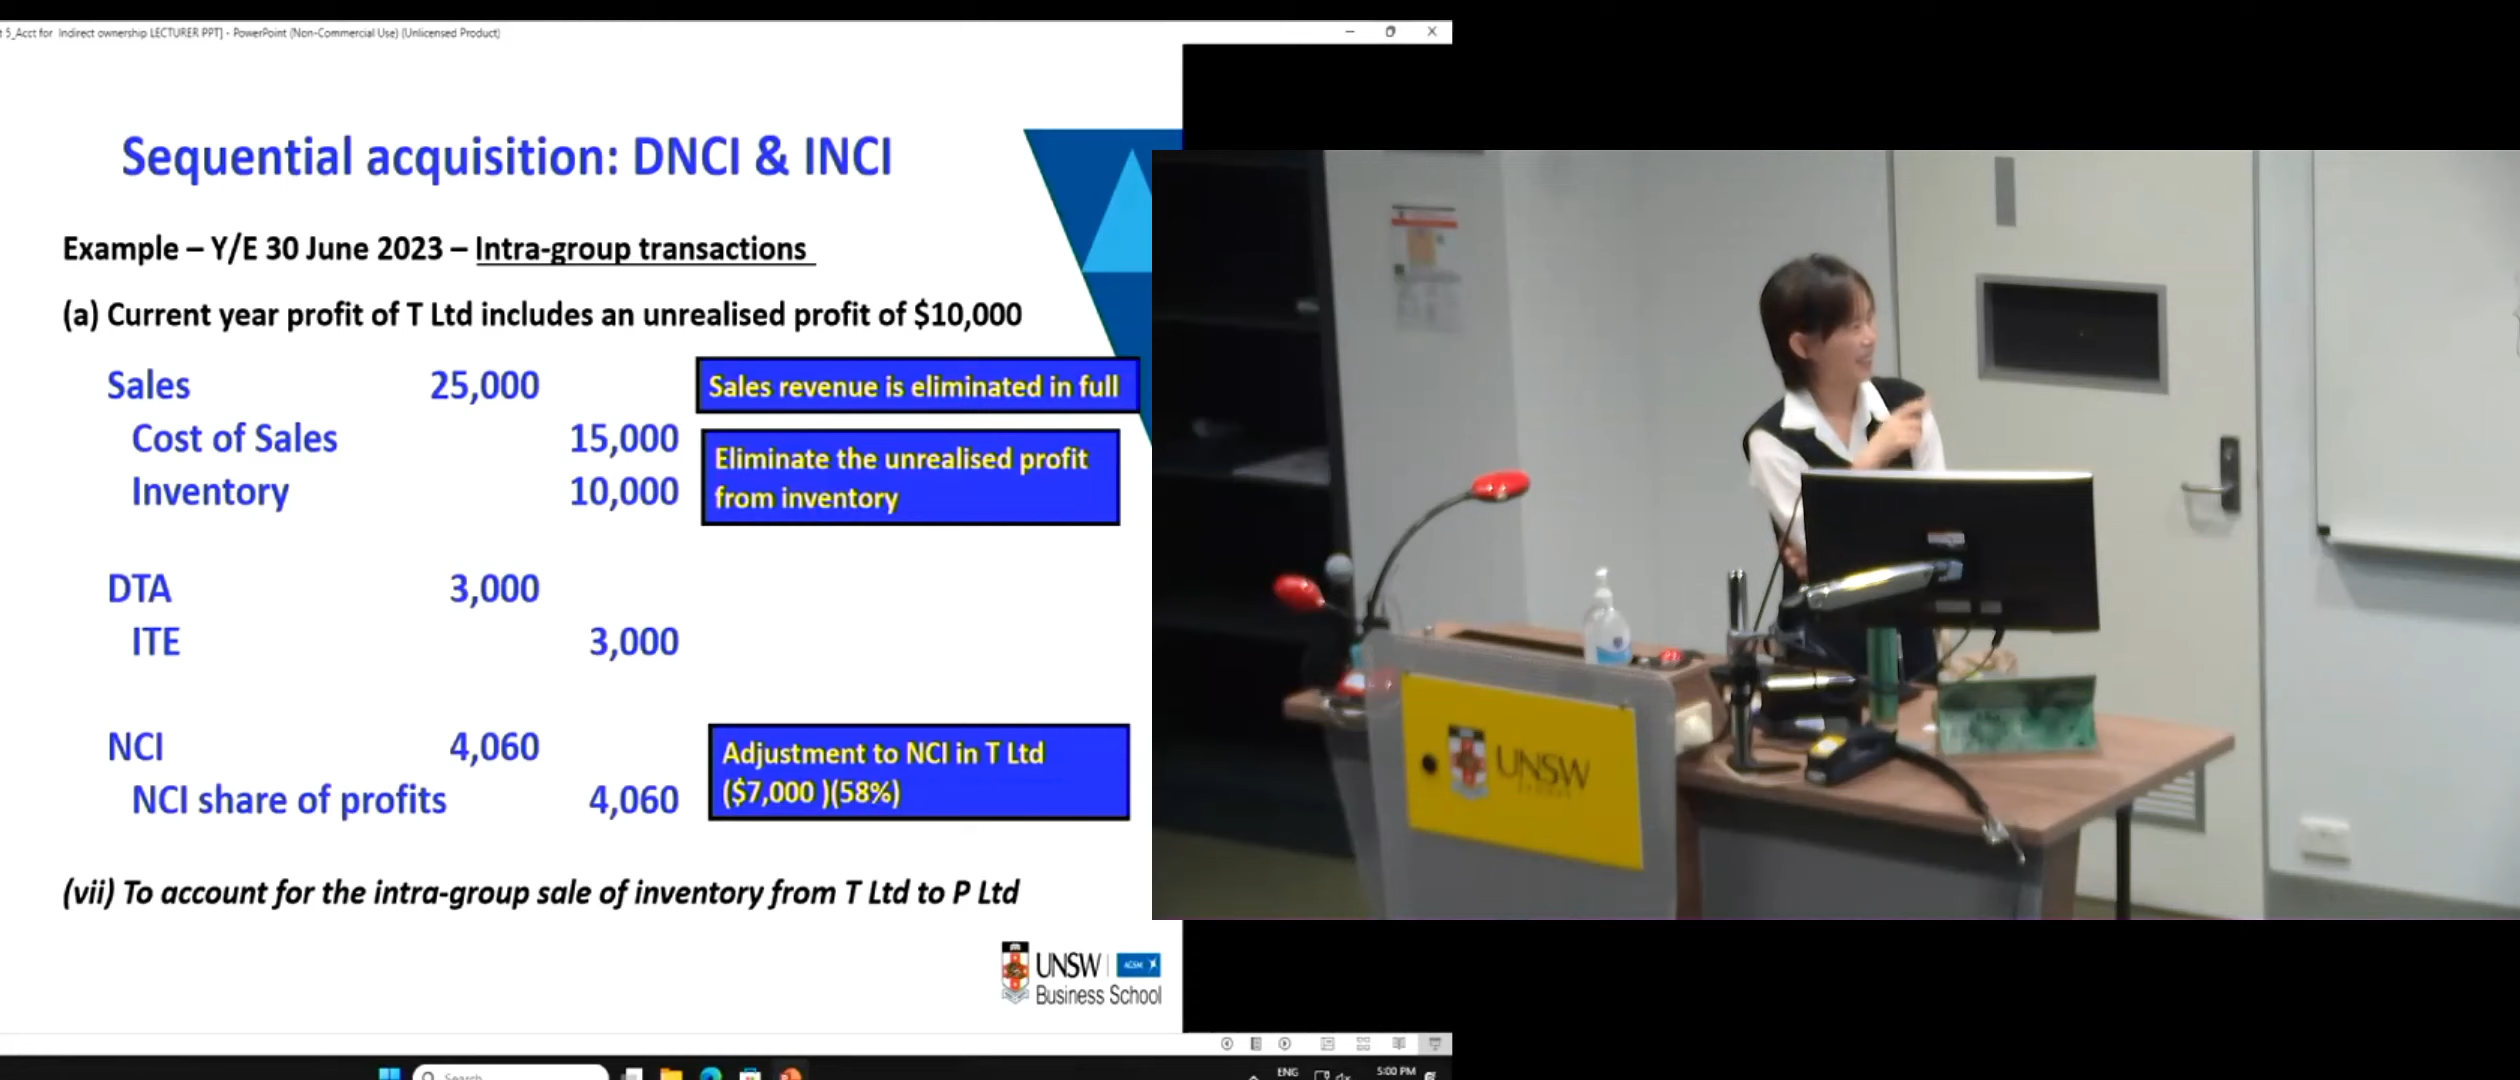 t 5_Acct for Indirect ownership LECTURER PPT] - PowerPoint (Non-Commercial Use) (Unlicensed Product)
Sequential acquisition: DNCI & INCI
Example – Y/E 30 June 2023 – Intra-group transactions
(a) Current year profit of T Ltd includes an unrealised profit of $10,000
Sales 25,000
Sales revenue is eliminated in full
Cost of Sales 15,000
Inventory 10,000
Eliminate the unrealised profit
from inventory
DTA 3,000
ITE 3,000
NCI 4,060
NCI share of profits 4,060
Adjustment to NCI in T Ltd
($7,000 )(58%)
(vii) To account for the intra-group sale of inventory from T Ltd to P Ltd
UNSW
AGSM
Business School
Search
ENG
5:00 PM
UNSW